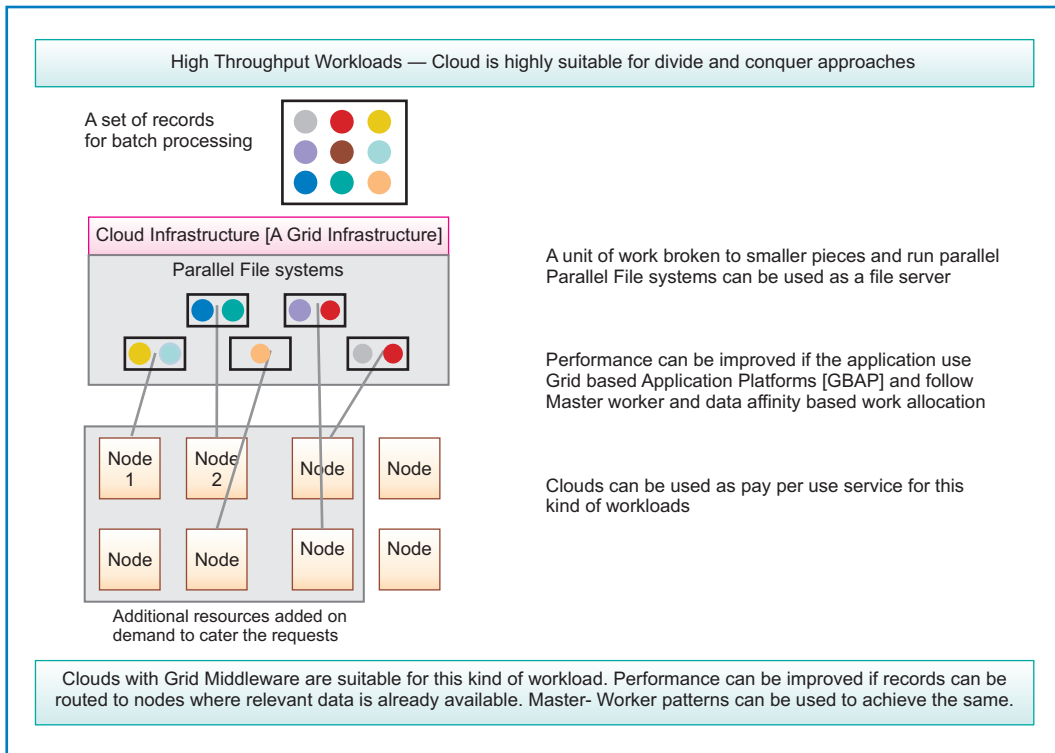 High Throughput Workloads — Cloud is highly suitable for divide and conquer approaches
A set of records
for batch processing
Cloud Infrastructure [A Grid Infrastructure]
Parallel File systems
A unit of work broken to smaller pieces and run parallel
Parallel File systems can be used as a file server
Performance can be improved if the application use
Grid based Application Platforms [GBAP] and follow
Master worker and data affinity based work allocation
Node
1
Node
2
Node
Node
Clouds can be used as pay per use service for this
kind of workloads
Node
Node
Node
Node
Additional resources added on
demand to cater the requests
Clouds with Grid Middleware are suitable for this kind of workload. Performance can be improved if records can be
routed to nodes where relevant data is already available. Master- Worker patterns can be used to achieve the same.